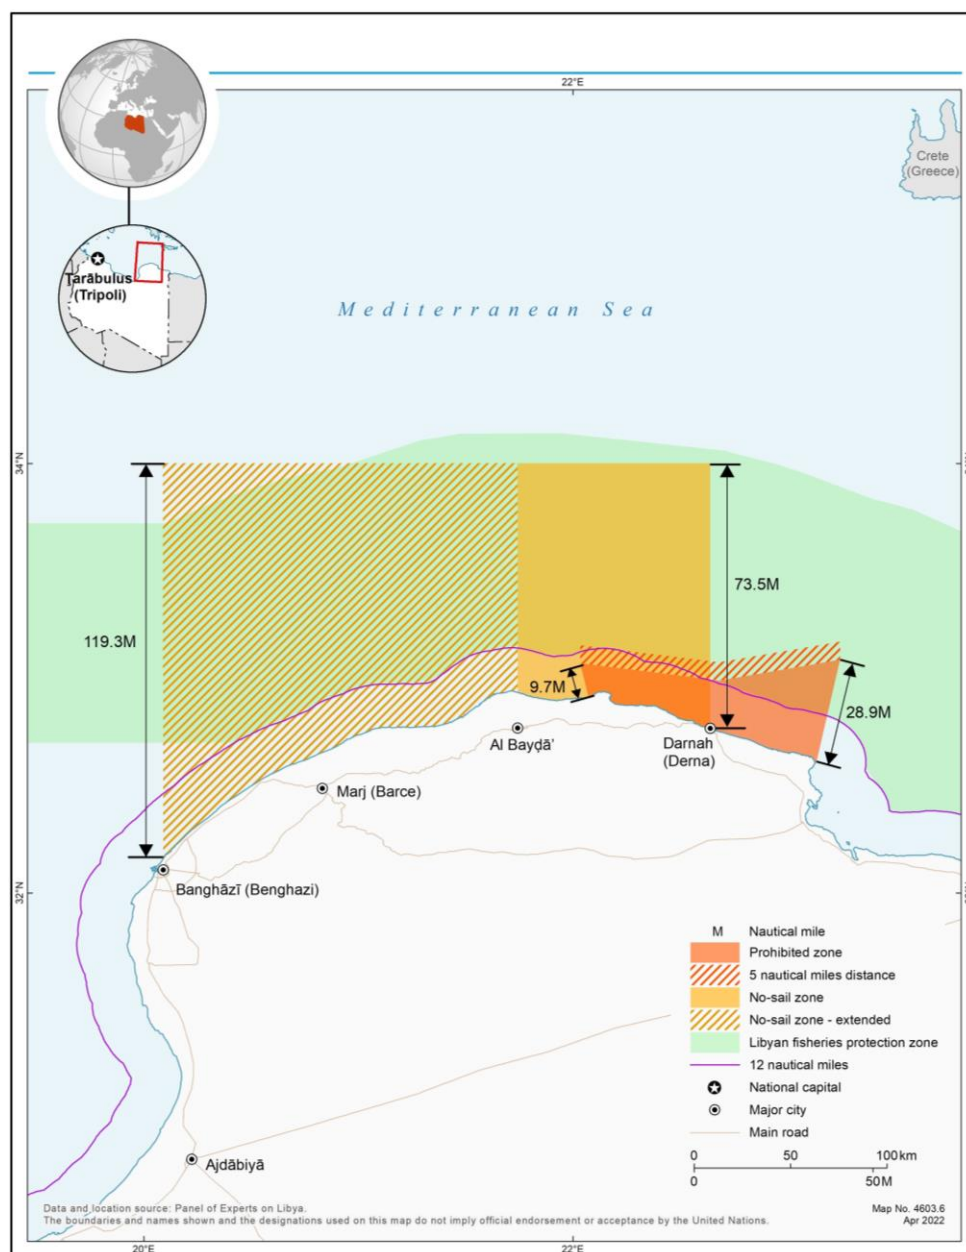 22°E
Crete
(Greece)
Tarābulus
(Tripoli)
Mediterranean Sea
34°N
73.5M
119.3M
9.7M
28.9M
Al Bayḑā’
Darnah
(Derna)
Marj (Barce)
Banghāzī (Benghazi)
32°N
M Nautical mile
Prohibited zone
5 nautical miles distance
No-sail zone
No-sail zone - extended
Libyan fisheries protection zone
12 nautical miles
National capital
Major city
Main road
0 50 100 km
0 50 M
Ajdābiyā
Data and location source: Panel of Experts on Libya.
The boundaries and names shown and the designations used on this map do not imply official endorsement or acceptance by the United Nations.
Map No. 4603.6
Apr 2022
20°E
22°E